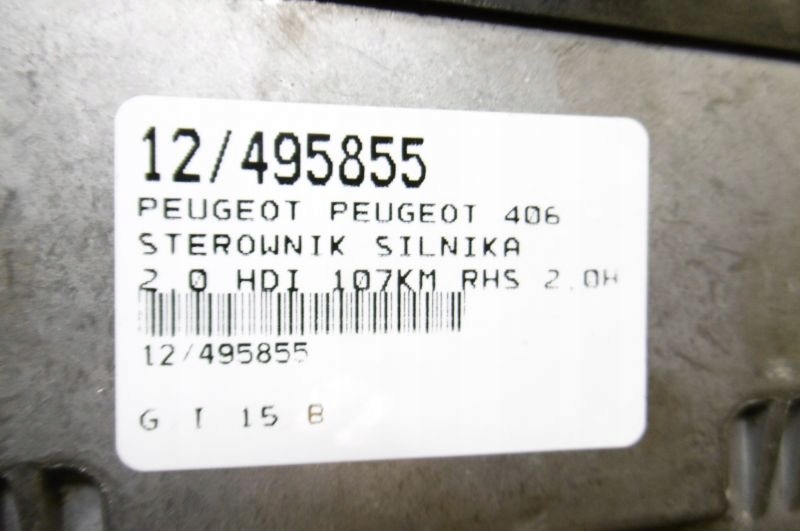 12/495855
PEUGEOT PEUGEOT 406
STEROWNIK SILNIKA
2.0 HDI 107KM RHS 2.0H
12/495855
G I 15 B